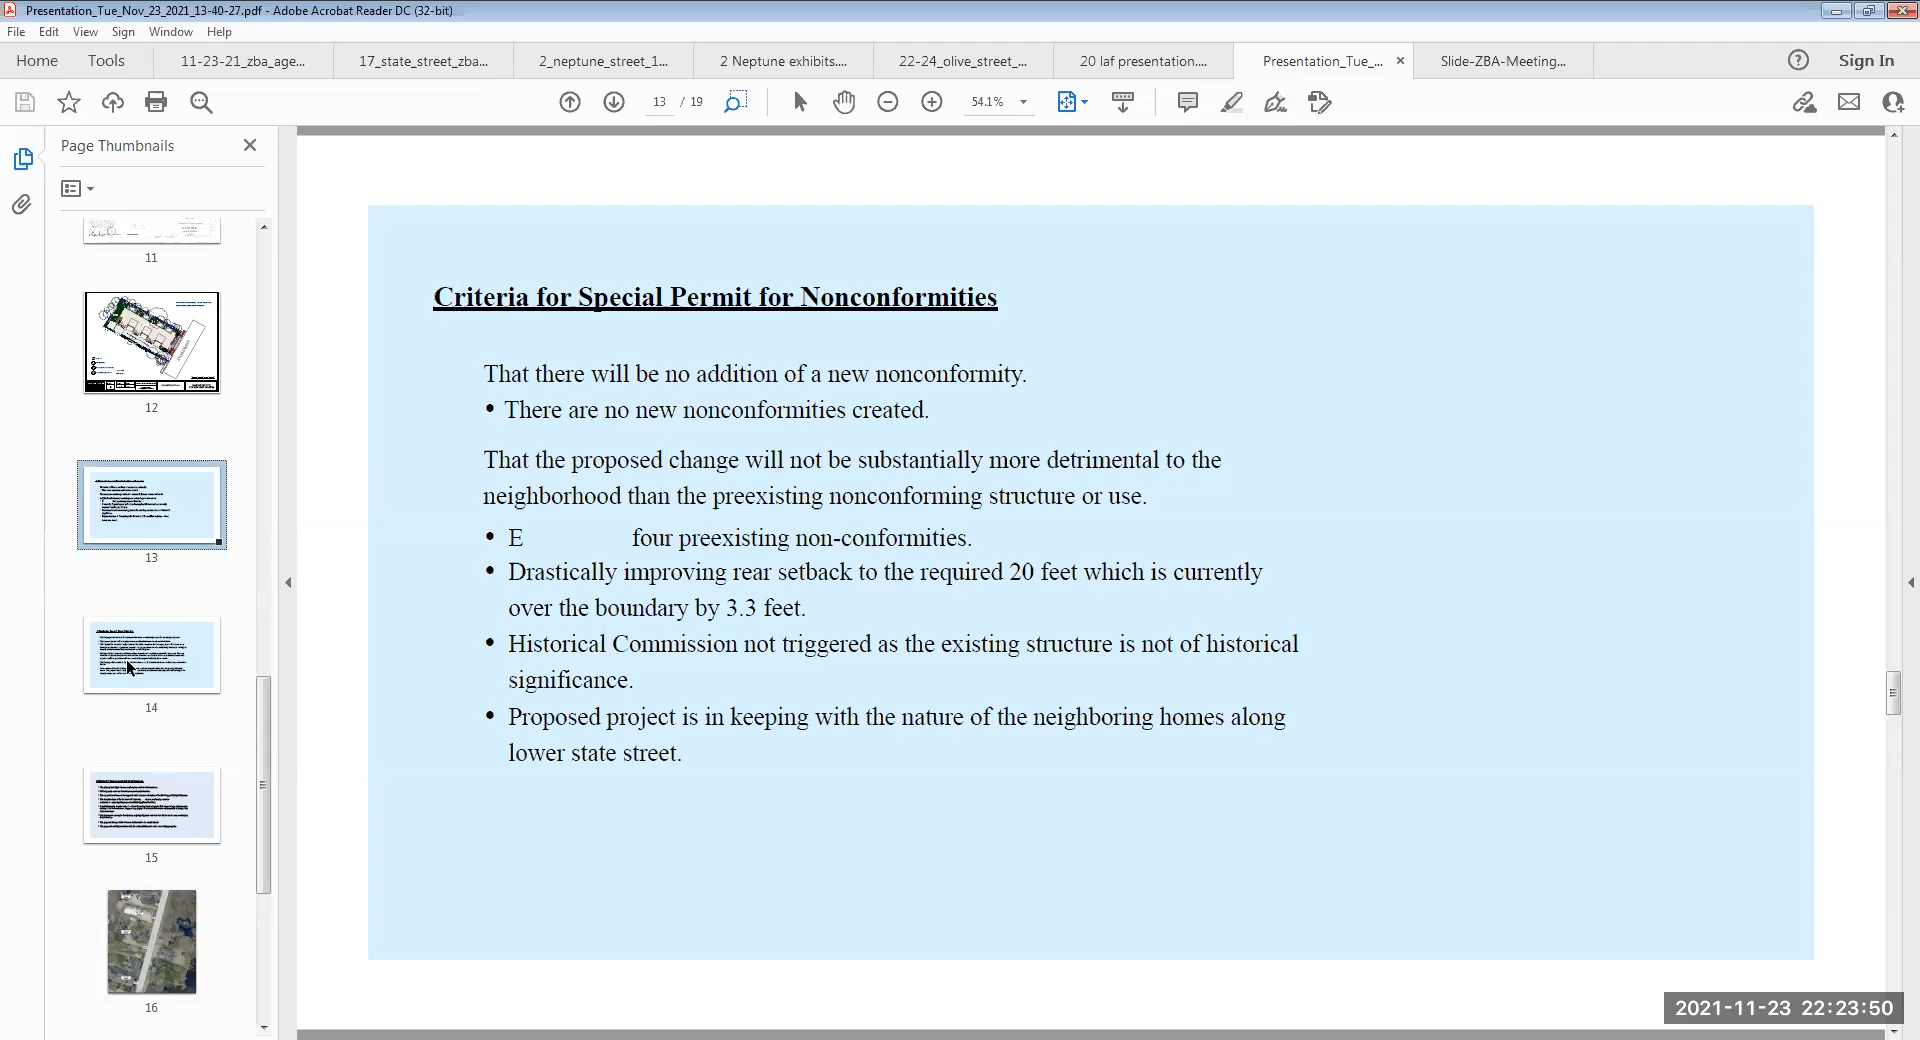 Presentation_Tue_Nov_23_2021_13-40-27.pdf - Adobe Acrobat Reader DC (32-bit)
File Edit View Sign Window Help
Home Tools 11-23-21_zba_age... 17_state_street_zba... 2_neptune_street_1... 2 Neptune exhibits.... 22-24_olive_street_... 20 laf presentation.... Presentation_Tue_... Slide-ZBA-Meeting... Sign In
13 / 19 54.1%
Page Thumbnails
11
12
13
14
15
16
Criteria for Special Permit for Nonconformities
That there will be no addition of a new nonconformity.
• There are no new nonconformities created.
That the proposed change will not be substantially more detrimental to the
neighborhood than the preexisting nonconforming structure or use.
• E four preexisting non-conformities.
• Drastically improving rear setback to the required 20 feet which is currently
over the boundary by 3.3 feet.
• Historical Commission not triggered as the existing structure is not of historical
significance.
• Proposed project is in keeping with the nature of the neighboring homes along
lower state street.
2021-11-23 22:23:50